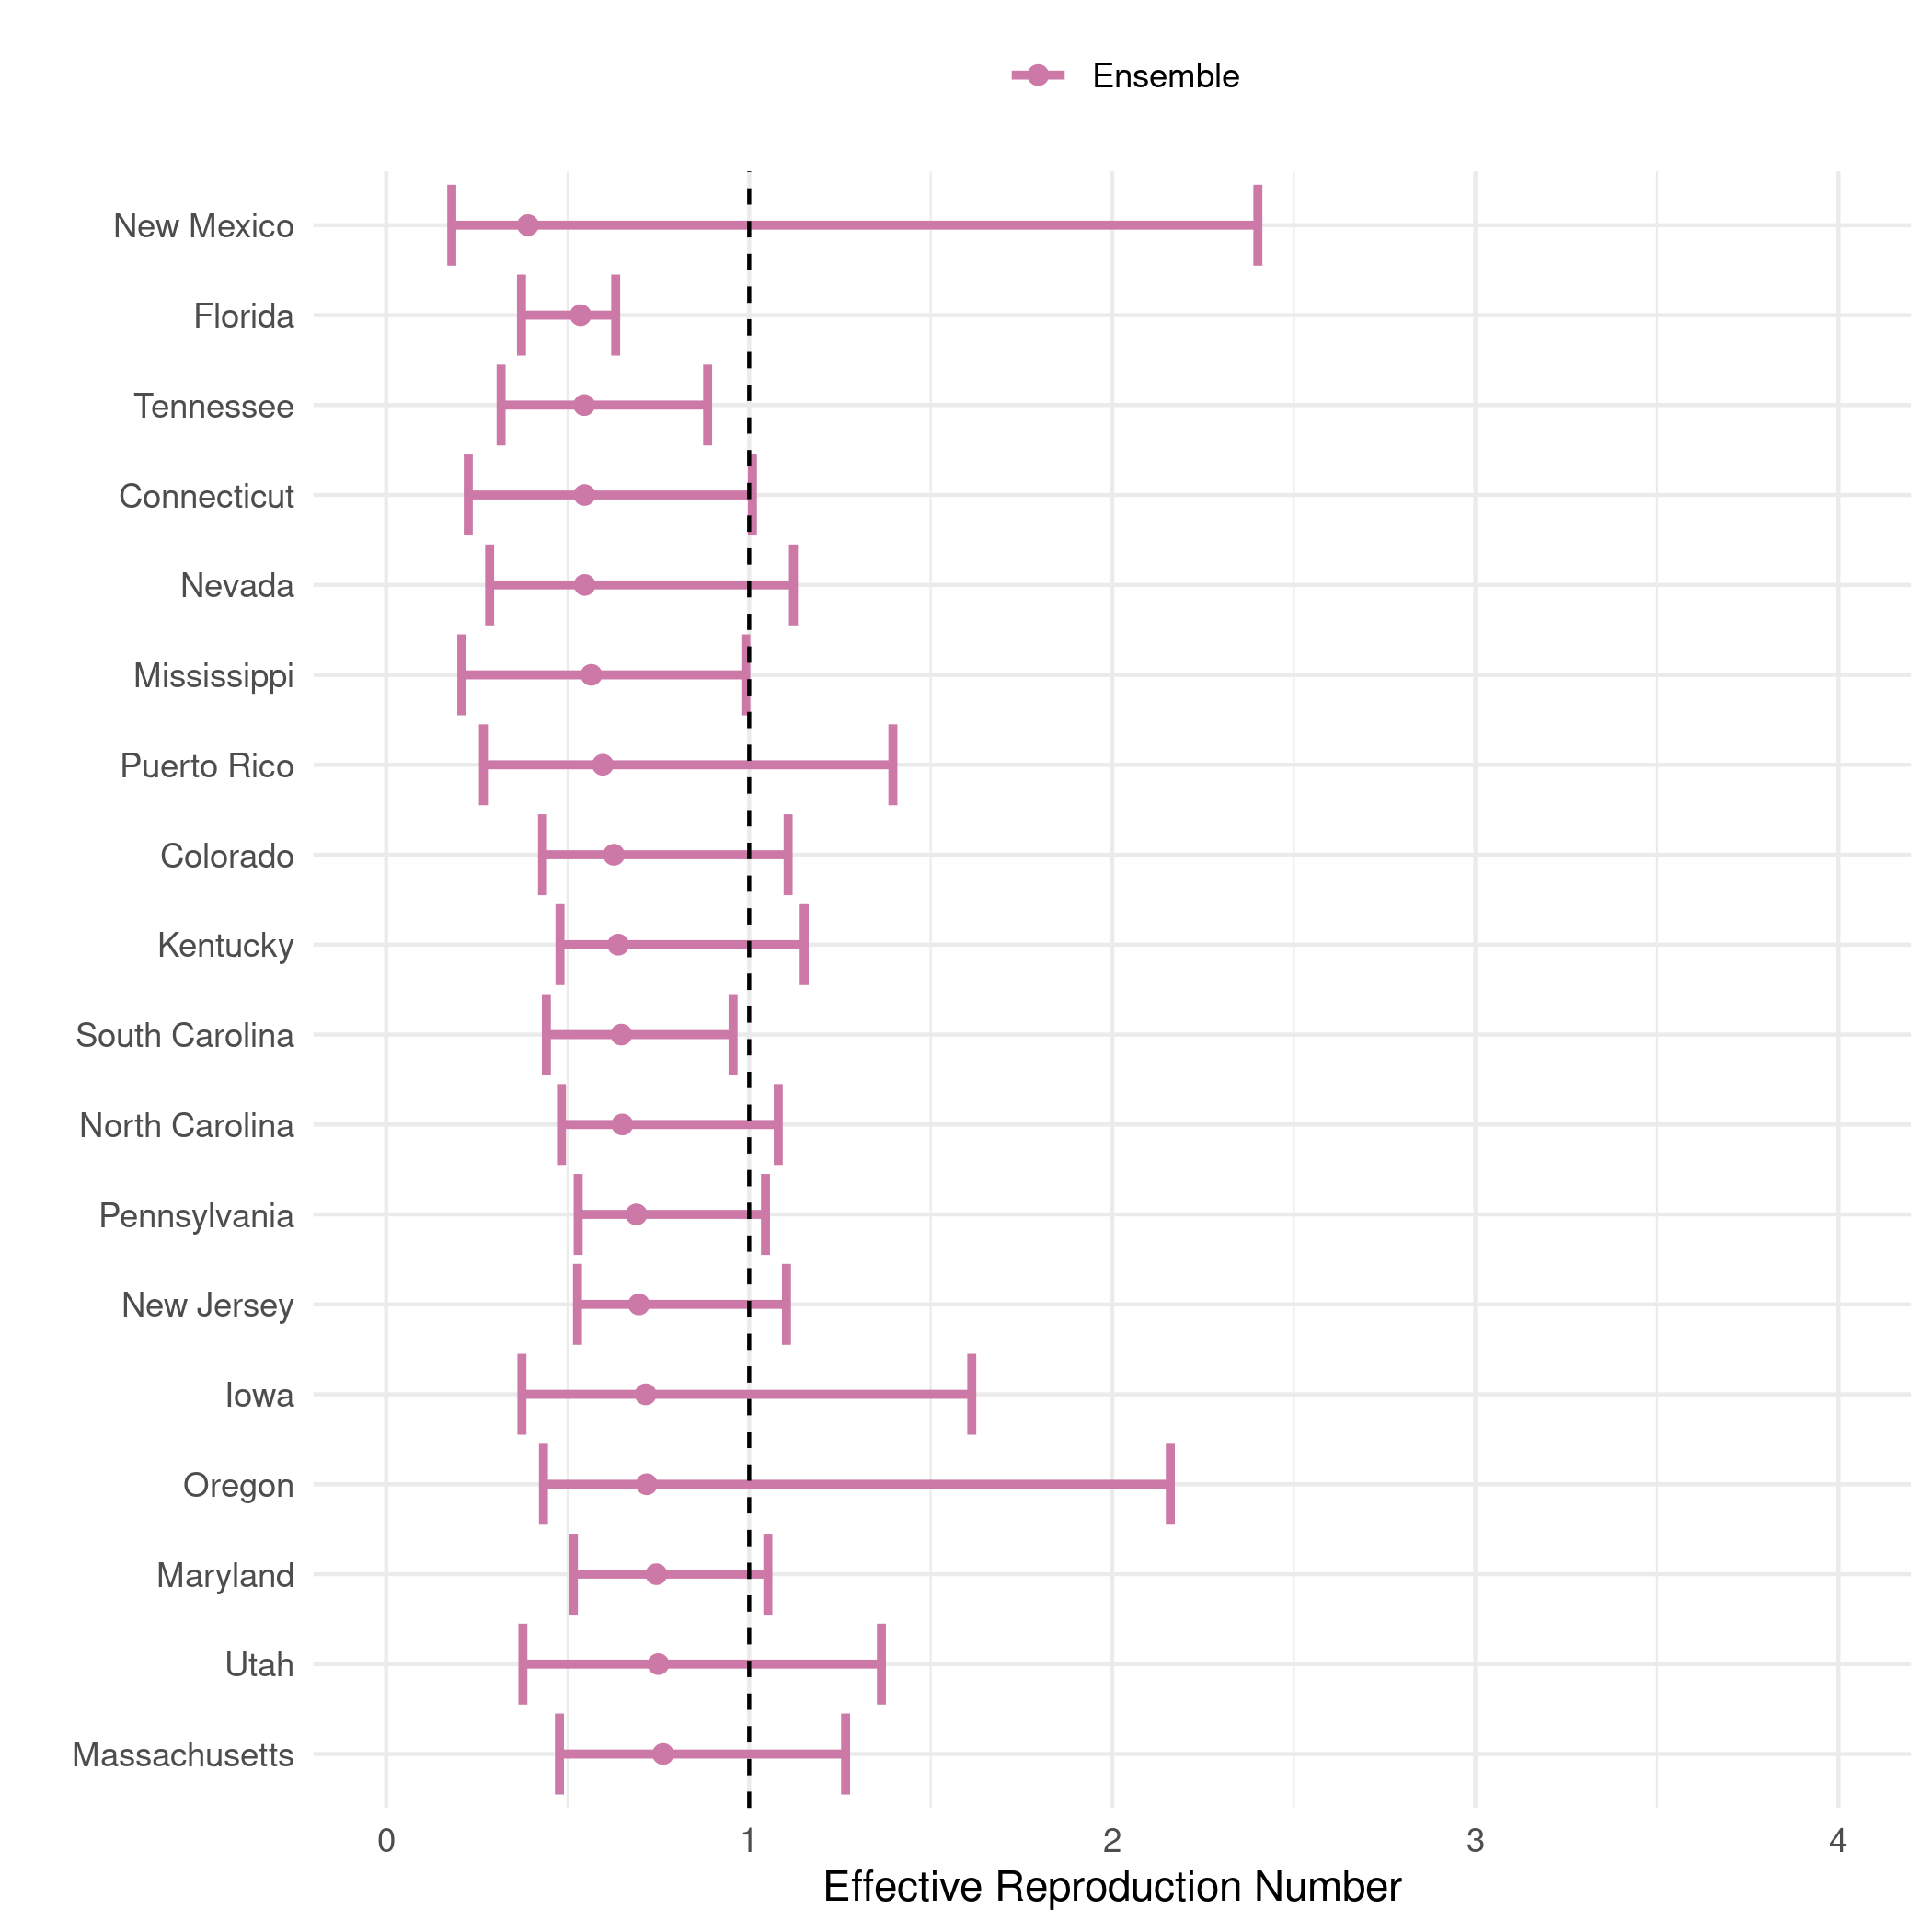 Ensemble
New Mexico
Florida
Tennessee
Connecticut
Nevada
Mississippi
Puerto Rico
Colorado
Kentucky
South Carolina
North Carolina
Pennsylvania
New Jersey
Iowa
Oregon
Maryland
Utah
Massachusetts
0 1 2 3 4
Effective Reproduction Number